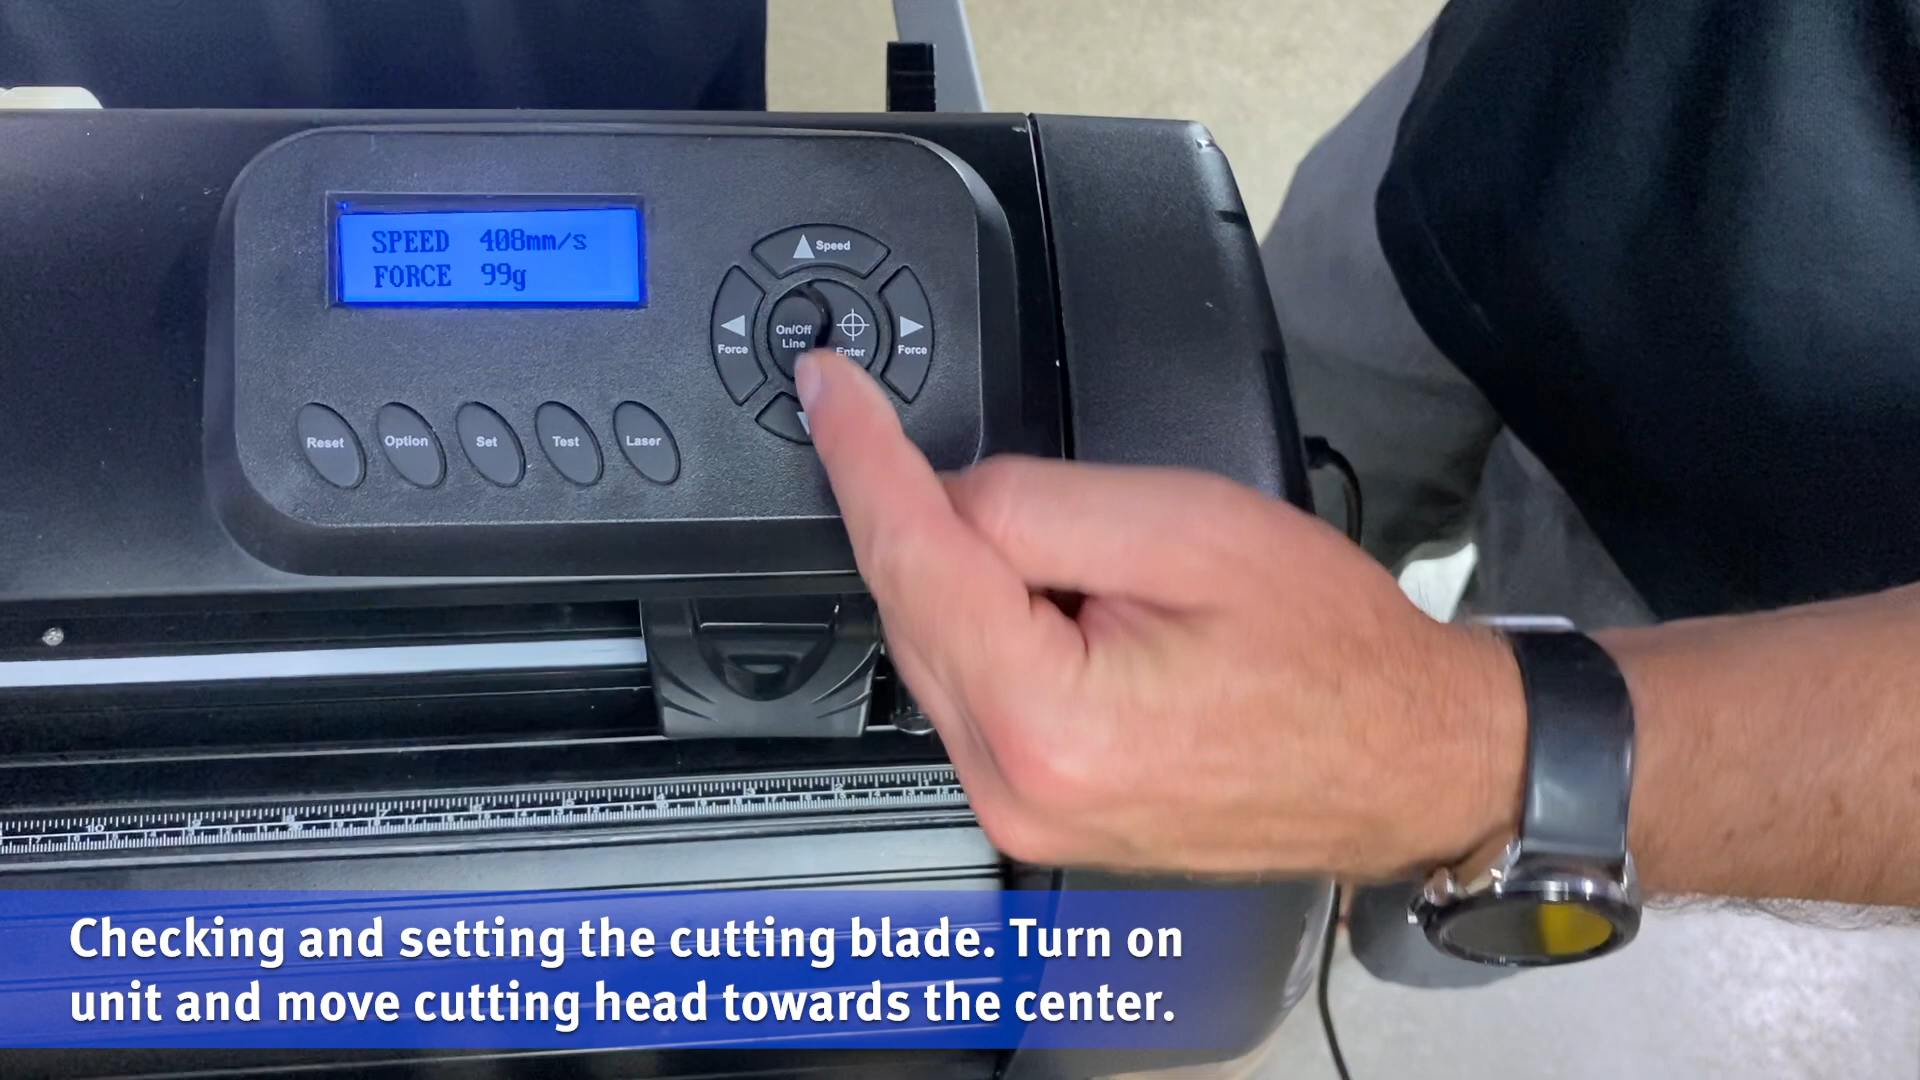 SPEED 408mm/s
FORCE 99g
Speed
Force
On/Off
Line
Enter
Force
Reset
Option
Set
Test
Laser
Checking and setting the cutting blade. Turn on
unit and move cutting head towards the center.